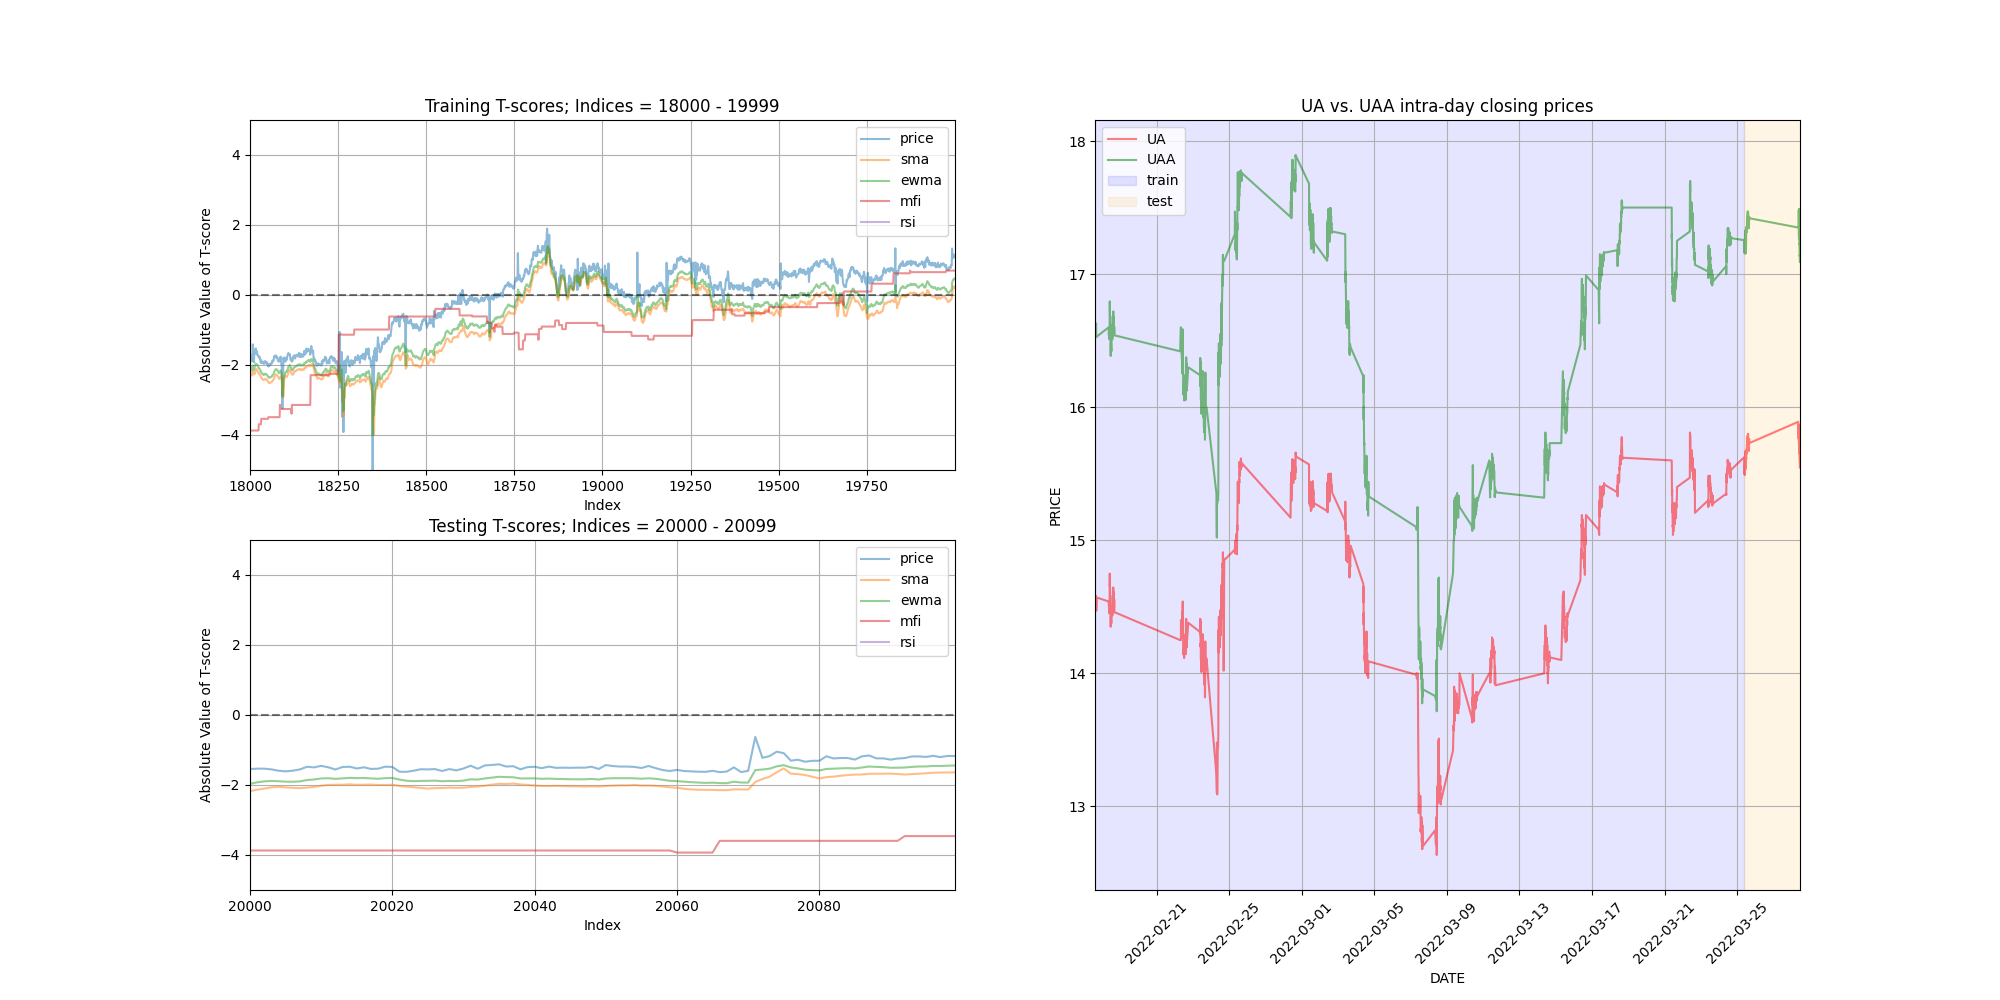 Training T-scores; Indices = 18000 - 19999
Absolute Value of T-score
4
2
0
−2
−4
price
sma
ewma
mfi
rsi
18000 18250 18500 18750 19000 19250 19500 19750
Index
Testing T-scores; Indices = 20000 - 20099
Absolute Value of T-score
4
2
0
−2
−4
price
sma
ewma
mfi
rsi
20000 20020 20040 20060 20080
Index
UA vs. UAA intra-day closing prices
PRICE
18
17
16
15
14
13
UA
UAA
train
test
2022-02-21 2022-02-25 2022-03-01 2022-03-05 2022-03-09 2022-03-13 2022-03-17 2022-03-21 2022-03-25
DATE